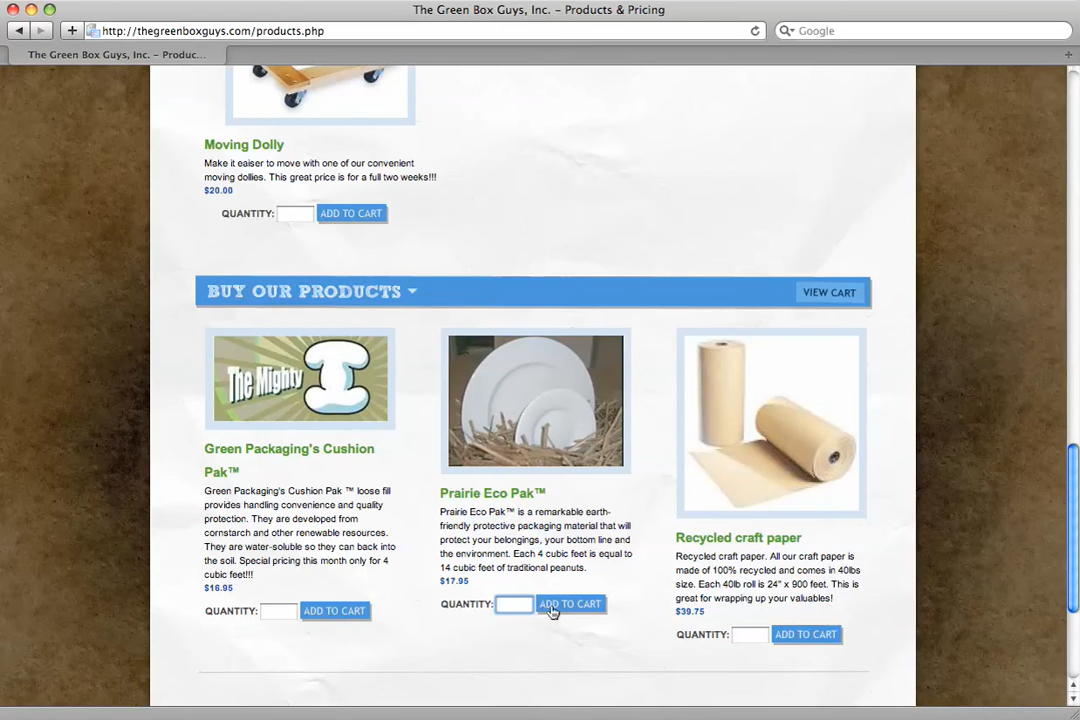 The Green Box Guys, Inc. – Products & Pricing
http://thegreenboxguys.com/products.php
Google
The Green Box Guys, Inc. – Produc...
Moving Dolly
Make it eaiser to move with one of our convenient
moving dollies. This great price is for a full two weeks!!!
$20.00
QUANTITY:
ADD TO CART
BUY OUR PRODUCTS
VIEW CART
The Mighty
Green Packaging's Cushion
Pak™
Green Packaging's Cushion Pak ™ loose fill
provides handling convenience and quality
protection. They are developed from
cornstarch and other renewable resources.
They are water-soluble so they can back into
the soil. Special pricing this month only for 4
cubic feet!!!
$16.95
QUANTITY:
ADD TO CART
Prairie Eco Pak™
Prairie Eco Pak™ is a remarkable earth-
friendly protective packaging material that will
protect your belongings, your bottom line and
the environment. Each 4 cubic feet is equal to
14 cubic feet of traditional peanuts.
$17.95
QUANTITY:
ADD TO CART
Recycled craft paper
Recycled craft paper. All our craft paper is
made of 100% recycled and comes in 40lbs
size. Each 40lb roll is 24" x 900 feet. This is
great for wrapping up your valuables!
$39.75
QUANTITY:
ADD TO CART